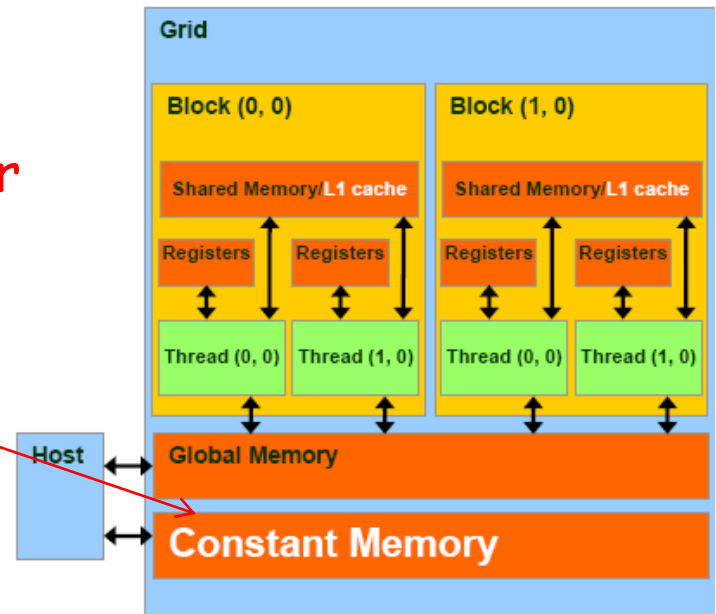 Grid
Block (0, 0)
Block (1, 0)
r
Shared Memory/L1 cache
Shared Memory/L1 cache
Registers
Registers
Registers
Registers
Thread (0, 0)
Thread (1, 0)
Thread (0, 0)
Thread (1, 0)
Host
Global Memory
Constant Memory